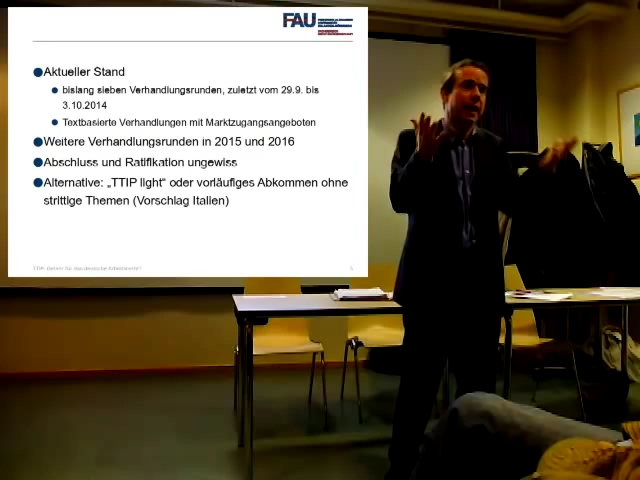 FAU
Aktueller Stand
bislang sieben Verhandlungsrunden, zuletzt vom 29.9. bis
3.10.2014
Textbasierte Verhandlungen mit Marktzugangsangeboten
Weitere Verhandlungsrunden in 2015 und 2016
Abschluss und Ratifikation ungewiss
Alternative: „TTIP light“ oder vorläufiges Abkommen ohne
strittige Themen (Vorschlag Italien)